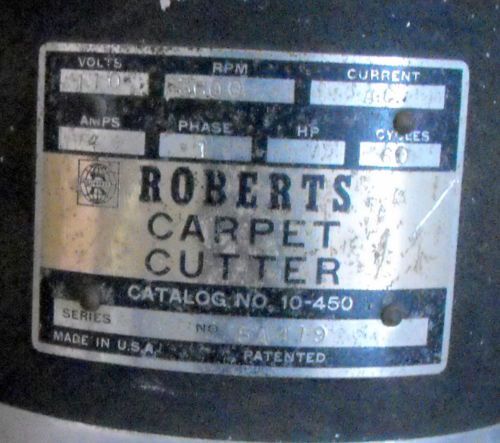 VOLTS RPM CURRENT
110 A.C.
AMPS PHASE HP CYCLES
1 60
ROBERTS
CARPET
CUTTER
CATALOG NO. 10-450
SERIES NO.
MADE IN U.S.A. PATENTED